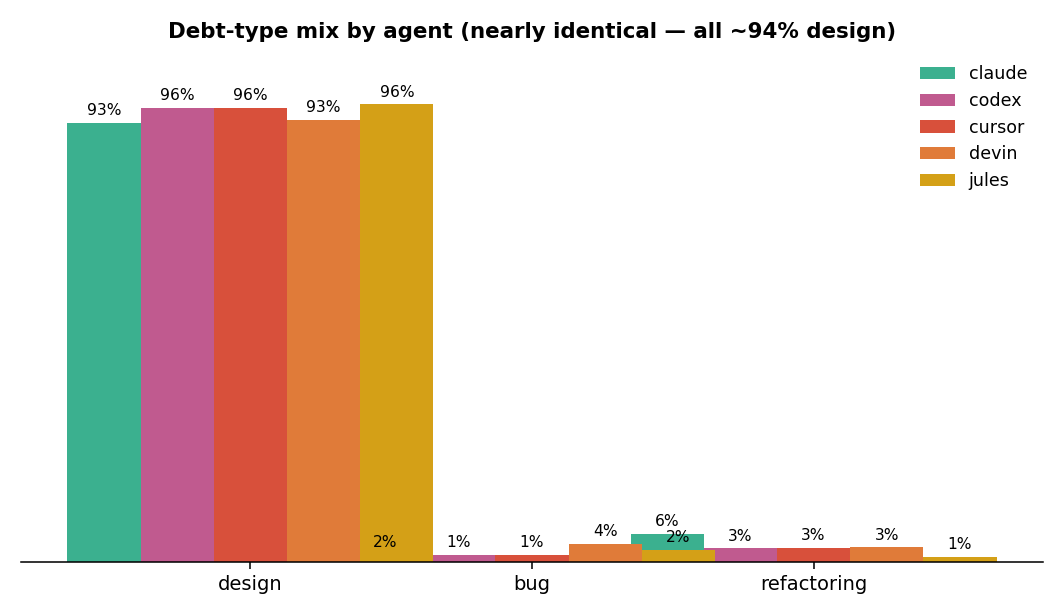 Debt-type mix by agent (nearly identical — all ~94% design)
claude
codex
cursor
devin
jules
93%
96%
96%
93%
96%
2%
1%
1%
4%
2%
6%
3%
3%
3%
1%
design
bug
refactoring